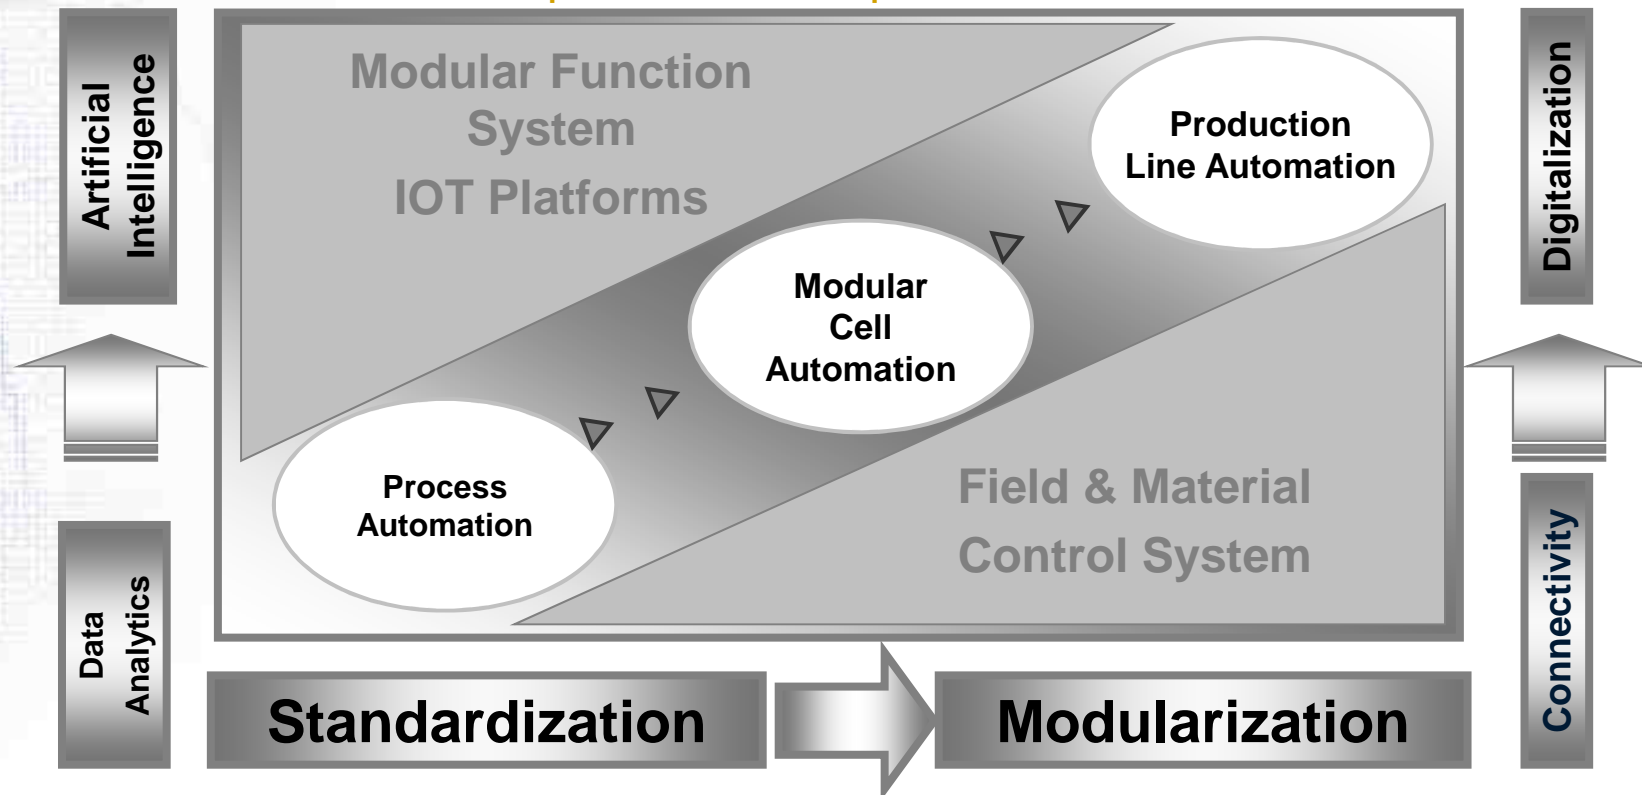 Artificial
Intelligence
Modular Function
System
IOT Platforms
Production
Line Automation
Digitalization
Modular
Cell
Automation
Process
Automation
Field & Material
Control System
Data
Analytics
Connectivity
Standardization
Modularization